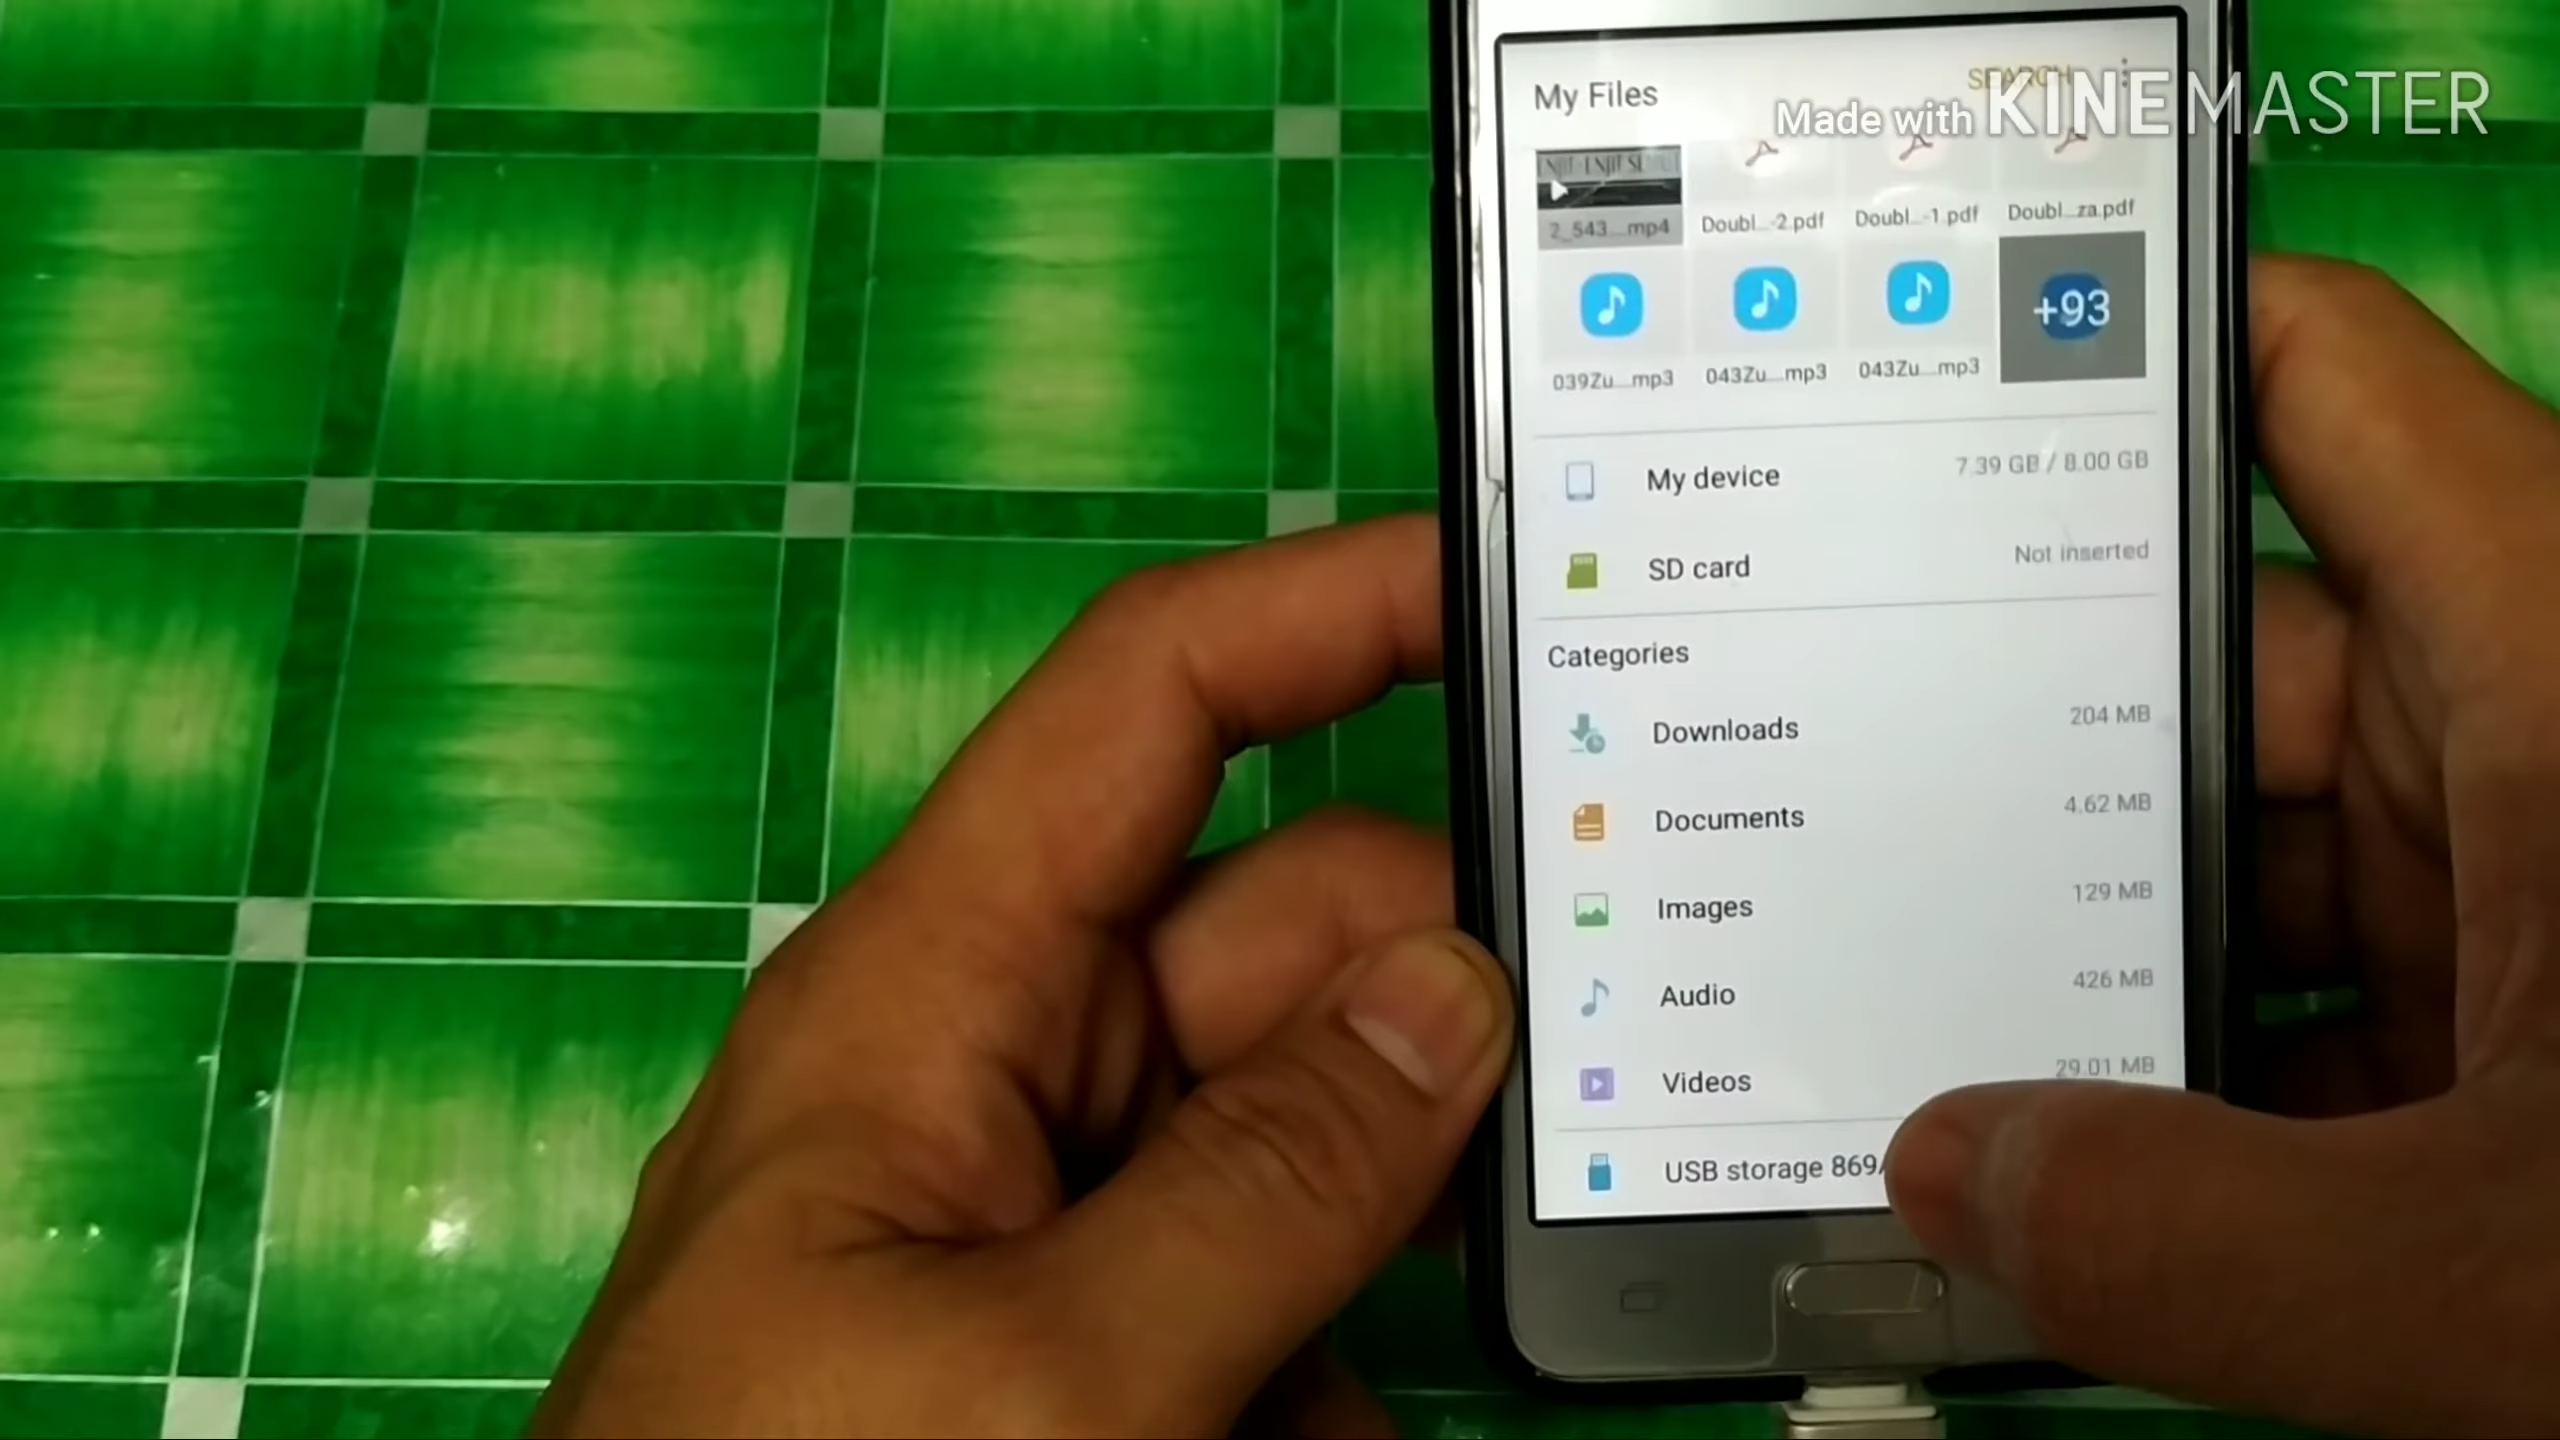 My Files
SEARCH
Made with KINEMASTER
2_543...mp4
Doubl...-2.pdf
Doubl...-1.pdf
Doubl...za.pdf
+93
039Zu...mp3
043Zu...mp3
043Zu...mp3
My device
7.39 GB / 8.00 GB
SD card
Not inserted
Categories
Downloads
204 MB
Documents
4.62 MB
Images
129 MB
Audio
426 MB
Videos
29.01 MB
USB storage 869